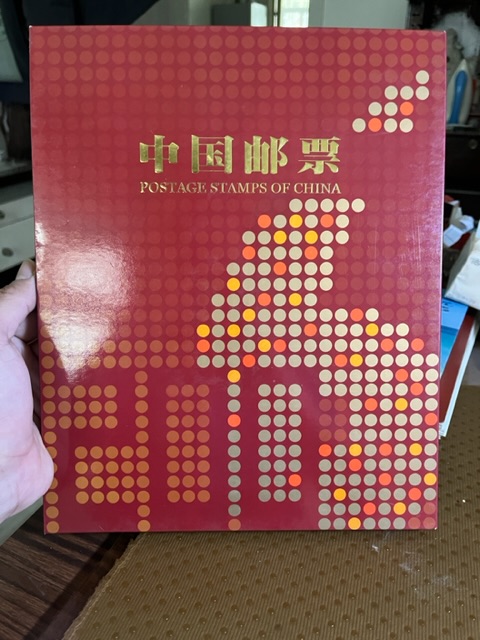 中国邮票
POSTAGE STAMPS OF CHINA